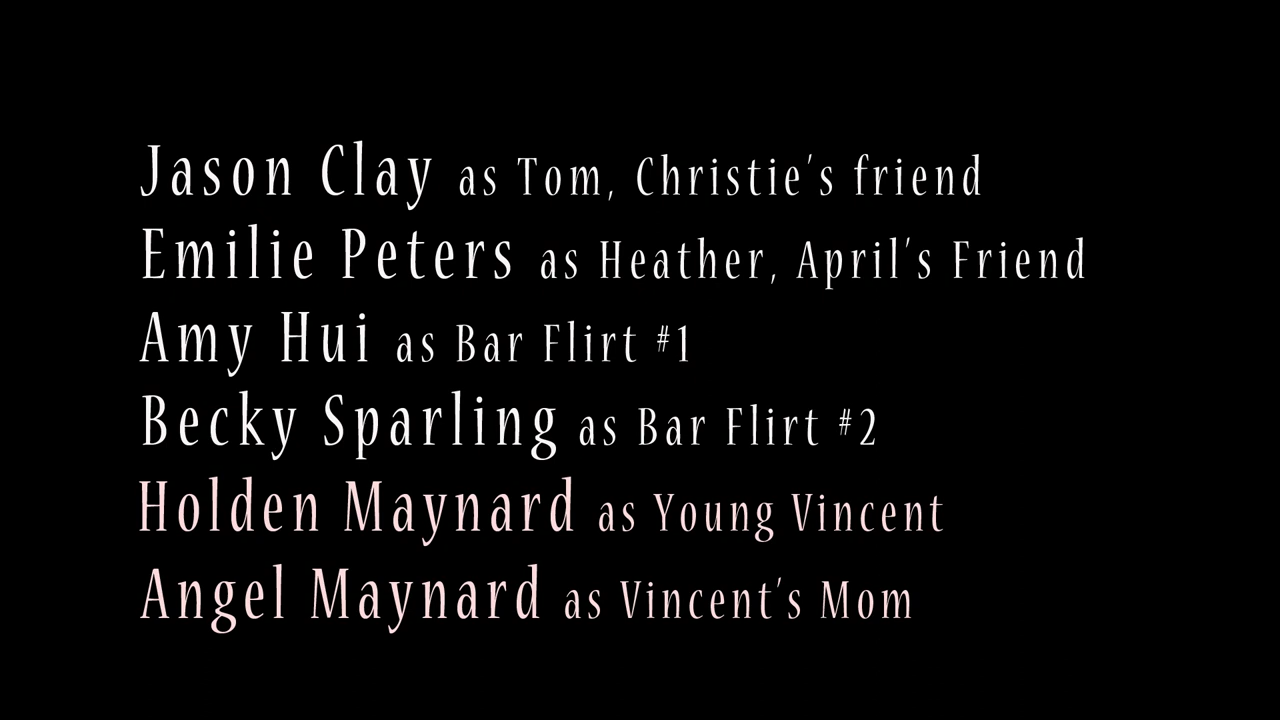 Jason Clay as Tom, Christie's friend
Emilie Peters as Heather, April's Friend
Amy Hui as Bar Flirt #1
Becky Sparling as Bar Flirt #2
Holden Maynard as Young Vincent
Angel Maynard as Vincent's Mom